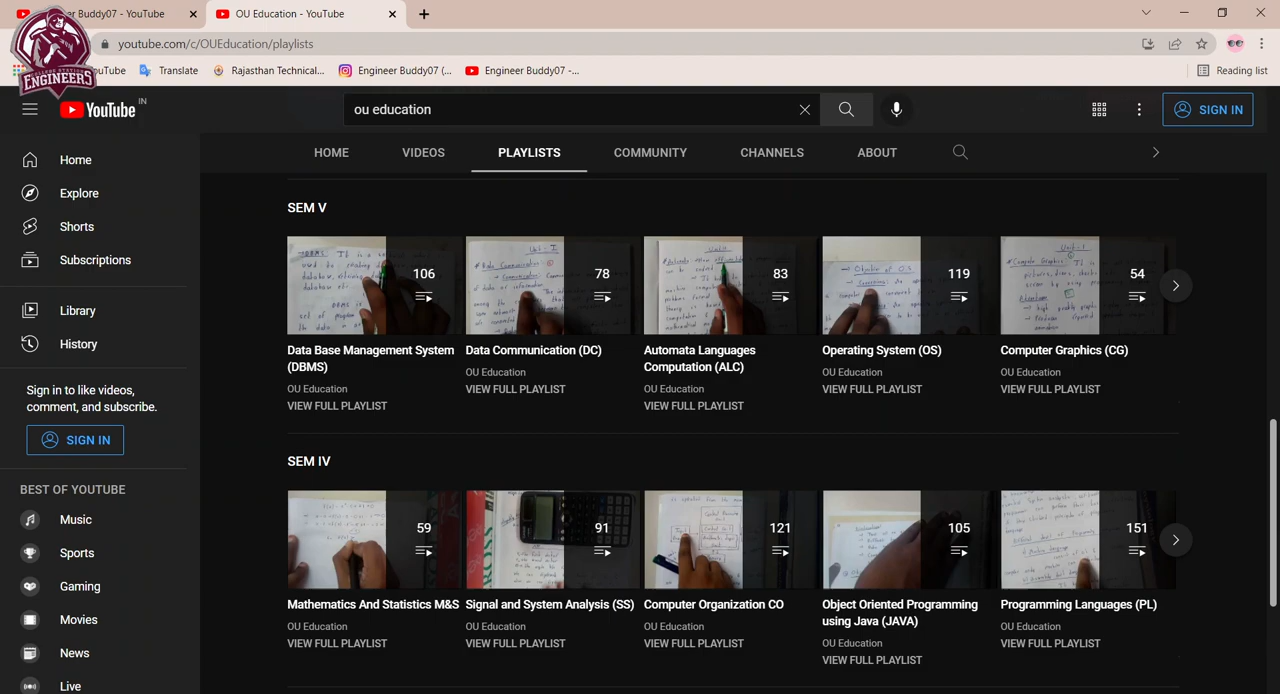 er Buddy07 - YouTube
OU Education - YouTube
youtube.com/c/OUEducation/playlists
uTube
Translate
Rajasthan Technical...
Engineer Buddy07 (...
Engineer Buddy07 -...
Reading list
COLLEGE STATION
ENGINEERS
YouTube IN
ou education
SIGN IN
HOME
VIDEOS
PLAYLISTS
COMMUNITY
CHANNELS
ABOUT
Home
Explore
Shorts
Subscriptions
Library
History
Sign in to like videos,
comment, and subscribe.
SIGN IN
BEST OF YOUTUBE
Music
Sports
Gaming
Movies
News
Live
SEM V
106
78
83
119
54
Data Base Management System
(DBMS)
OU Education
VIEW FULL PLAYLIST
Data Communication (DC)
OU Education
VIEW FULL PLAYLIST
Automata Languages
Computation (ALC)
OU Education
VIEW FULL PLAYLIST
Operating System (OS)
OU Education
VIEW FULL PLAYLIST
Computer Graphics (CG)
OU Education
VIEW FULL PLAYLIST
SEM IV
59
91
121
105
151
Mathematics And Statistics M&S
OU Education
VIEW FULL PLAYLIST
Signal and System Analysis (SS)
OU Education
VIEW FULL PLAYLIST
Computer Organization CO
OU Education
VIEW FULL PLAYLIST
Object Oriented Programming
using Java (JAVA)
OU Education
VIEW FULL PLAYLIST
Programming Languages (PL)
OU Education
VIEW FULL PLAYLIST